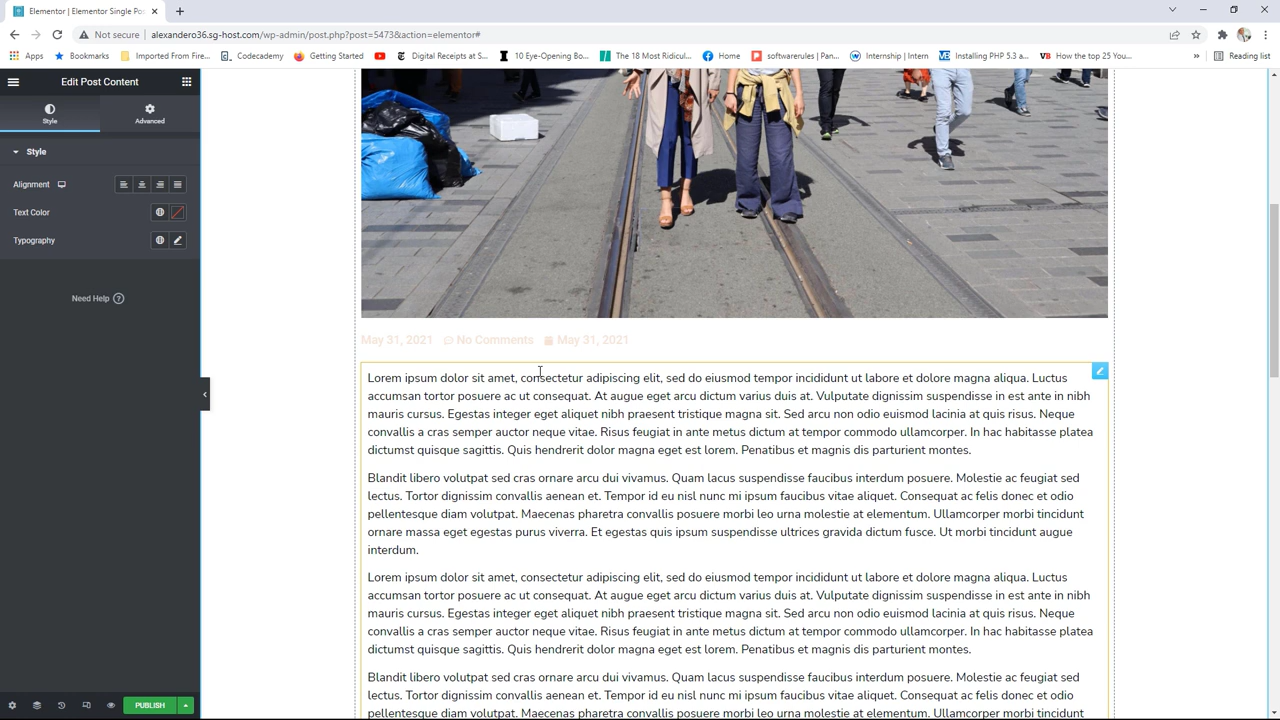 Elementor | Elementor Single Po
Not secure | alexandero36.sg-host.com/wp-admin/post.php?post=5473&action=elementor#
Apps
Bookmarks
Imported From Fire...
Codecademy
Getting Started
Digital Receipts at S...
10 Eye-Opening Bo...
The 18 Most Ridicul...
Home
softwarerules | Pan...
Internship | Intern
Installing PHP 5.3 a...
How the top 25 You...
»
Reading list
Edit Post Content
Style
Advanced
Style
Alignment
Text Color
Typography
Need Help ?
PUBLISH
May 31, 2021 No Comments May 31, 2021
Lorem ipsum dolor sit amet, consectetur adipiscing elit, sed do eiusmod tempor incididunt ut labore et dolore magna aliqua. Luctus
accumsan tortor posuere ac ut consequat. At augue eget arcu dictum varius duis at. Vulputate dignissim suspendisse in est ante in nibh
mauris cursus. Egestas integer eget aliquet nibh praesent tristique magna sit. Sed arcu non odio euismod lacinia at quis risus. Neque
convallis a cras semper auctor neque vitae. Risus feugiat in ante metus dictum at tempor commodo ullamcorper. In hac habitasse platea
dictumst quisque sagittis. Quis hendrerit dolor magna eget est lorem. Penatibus et magnis dis parturient montes.
Blandit libero volutpat sed cras ornare arcu dui vivamus. Quam lacus suspendisse faucibus interdum posuere. Molestie ac feugiat sed
lectus. Tortor dignissim convallis aenean et. Tempor id eu nisl nunc mi ipsum faucibus vitae aliquet. Consequat ac felis donec et odio
pellentesque diam volutpat. Maecenas pharetra convallis posuere morbi leo urna molestie at elementum. Ullamcorper morbi tincidunt
ornare massa eget egestas purus viverra. Et egestas quis ipsum suspendisse ultrices gravida dictum fusce. Ut morbi tincidunt augue
interdum.
Lorem ipsum dolor sit amet, consectetur adipiscing elit, sed do eiusmod tempor incididunt ut labore et dolore magna aliqua. Luctus
accumsan tortor posuere ac ut consequat. At augue eget arcu dictum varius duis at. Vulputate dignissim suspendisse in est ante in nibh
mauris cursus. Egestas integer eget aliquet nibh praesent tristique magna sit. Sed arcu non odio euismod lacinia at quis risus. Neque
convallis a cras semper auctor neque vitae. Risus feugiat in ante metus dictum at tempor commodo ullamcorper. In hac habitasse platea
dictumst quisque sagittis. Quis hendrerit dolor magna eget est lorem. Penatibus et magnis dis parturient montes.
Blandit libero volutpat sed cras ornare arcu dui vivamus. Quam lacus suspendisse faucibus interdum posuere. Molestie ac feugiat sed
lectus. Tortor dignissim convallis aenean et. Tempor id eu nisl nunc mi ipsum faucibus vitae aliquet. Consequat ac felis donec et odio
pellentesque diam volutpat. Maecenas pharetra convallis posuere morbi leo urna molestie at elementum. Ullamcorper morbi tincidunt